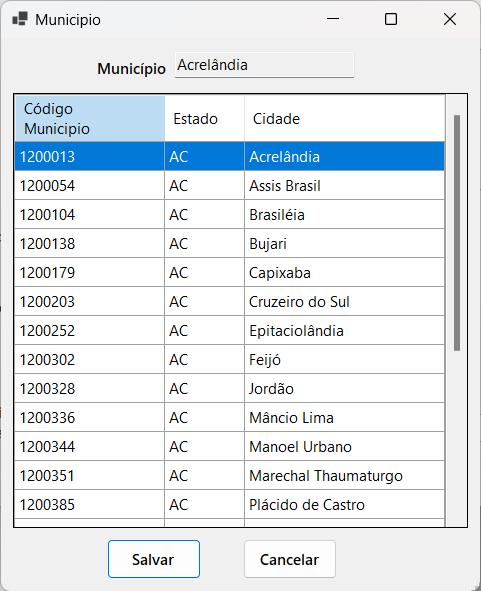 Municipio
Município Acrelândia
Código Municipio Estado Cidade
1200013 AC Acrelândia
1200054 AC Assis Brasil
1200104 AC Brasiléia
1200138 AC Bujari
1200179 AC Capixaba
1200203 AC Cruzeiro do Sul
1200252 AC Epitaciolândia
1200302 AC Feijó
1200328 AC Jordão
1200336 AC Mâncio Lima
1200344 AC Manoel Urbano
1200351 AC Marechal Thaumaturgo
1200385 AC Plácido de Castro
Salvar Cancelar